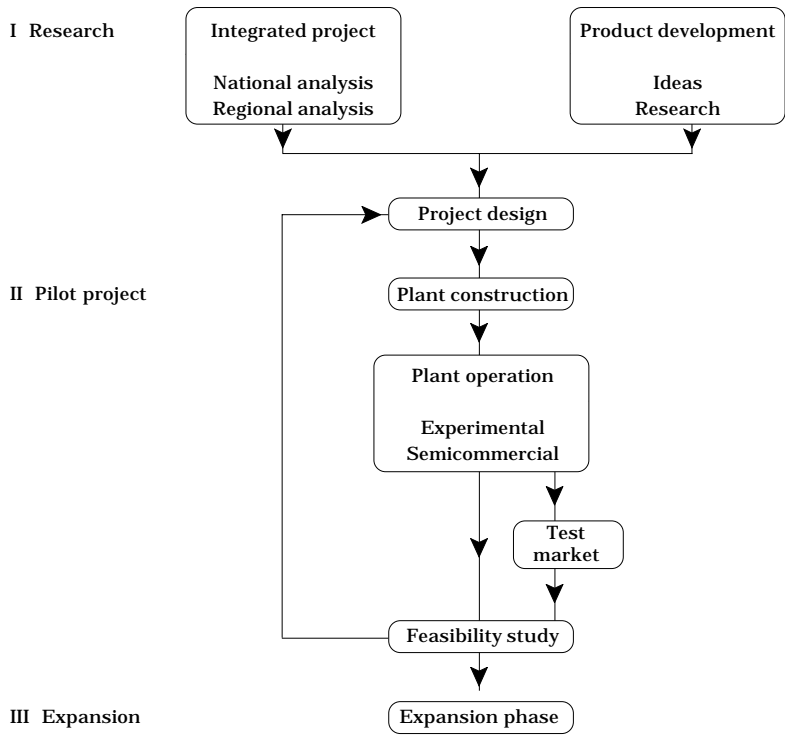 I Research
Integrated project
National analysis
Regional analysis
Product development
Ideas
Research
Project design
II Pilot project
Plant construction
Plant operation
Experimental
Semicommercial
Test
market
Feasibility study
III Expansion
Expansion phase